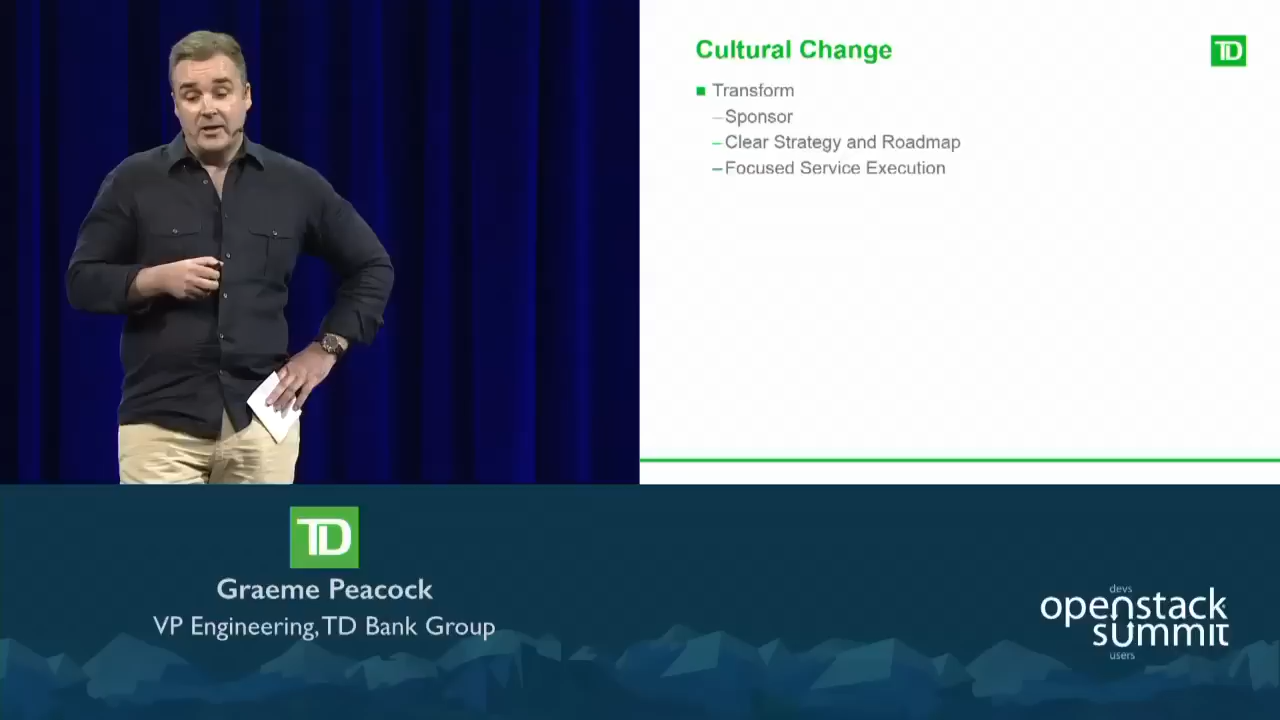 Cultural Change
TD
Transform
–Sponsor
–Clear Strategy and Roadmap
–Focused Service Execution
TD
Graeme Peacock
VP Engineering, TD Bank Group
devs
openstack
summit
users